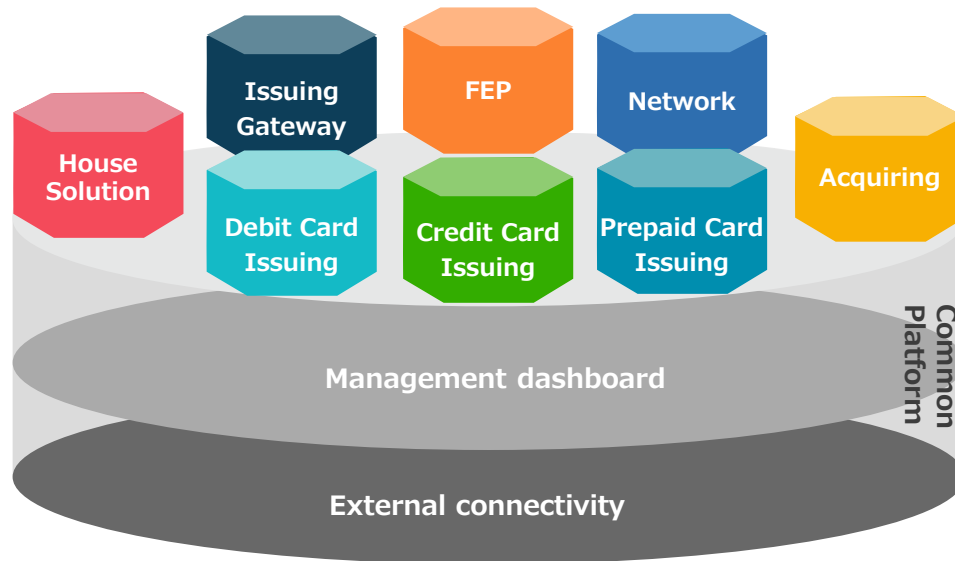 Issuing
Gateway
FEP
Network
House
Solution
Acquiring
Debit Card
Issuing
Credit Card
Issuing
Prepaid Card
Issuing
Common
Platform
Management dashboard
External connectivity